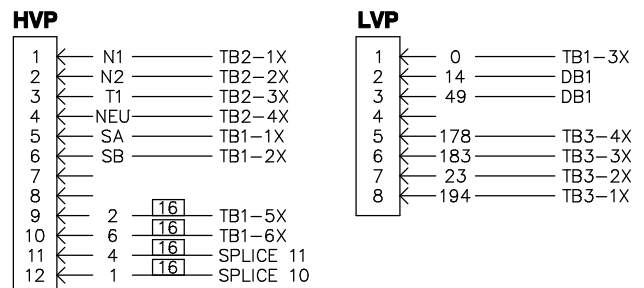 HVP
1 N1 TB2-1X
2 N2 TB2-2X
3 T1 TB2-3X
4 NEU TB2-4X
5 SA TB1-1X
6 SB TB1-2X
7
8
9 2 16 TB1-5X
10 6 16 TB1-6X
11 4 16 SPLICE 11
12 1 16 SPLICE 10
LVP
1 0 TB1-3X
2 14 DB1
3 49 DB1
4
5 178 TB3-4X
6 183 TB3-3X
7 23 TB3-2X
8 194 TB3-1X